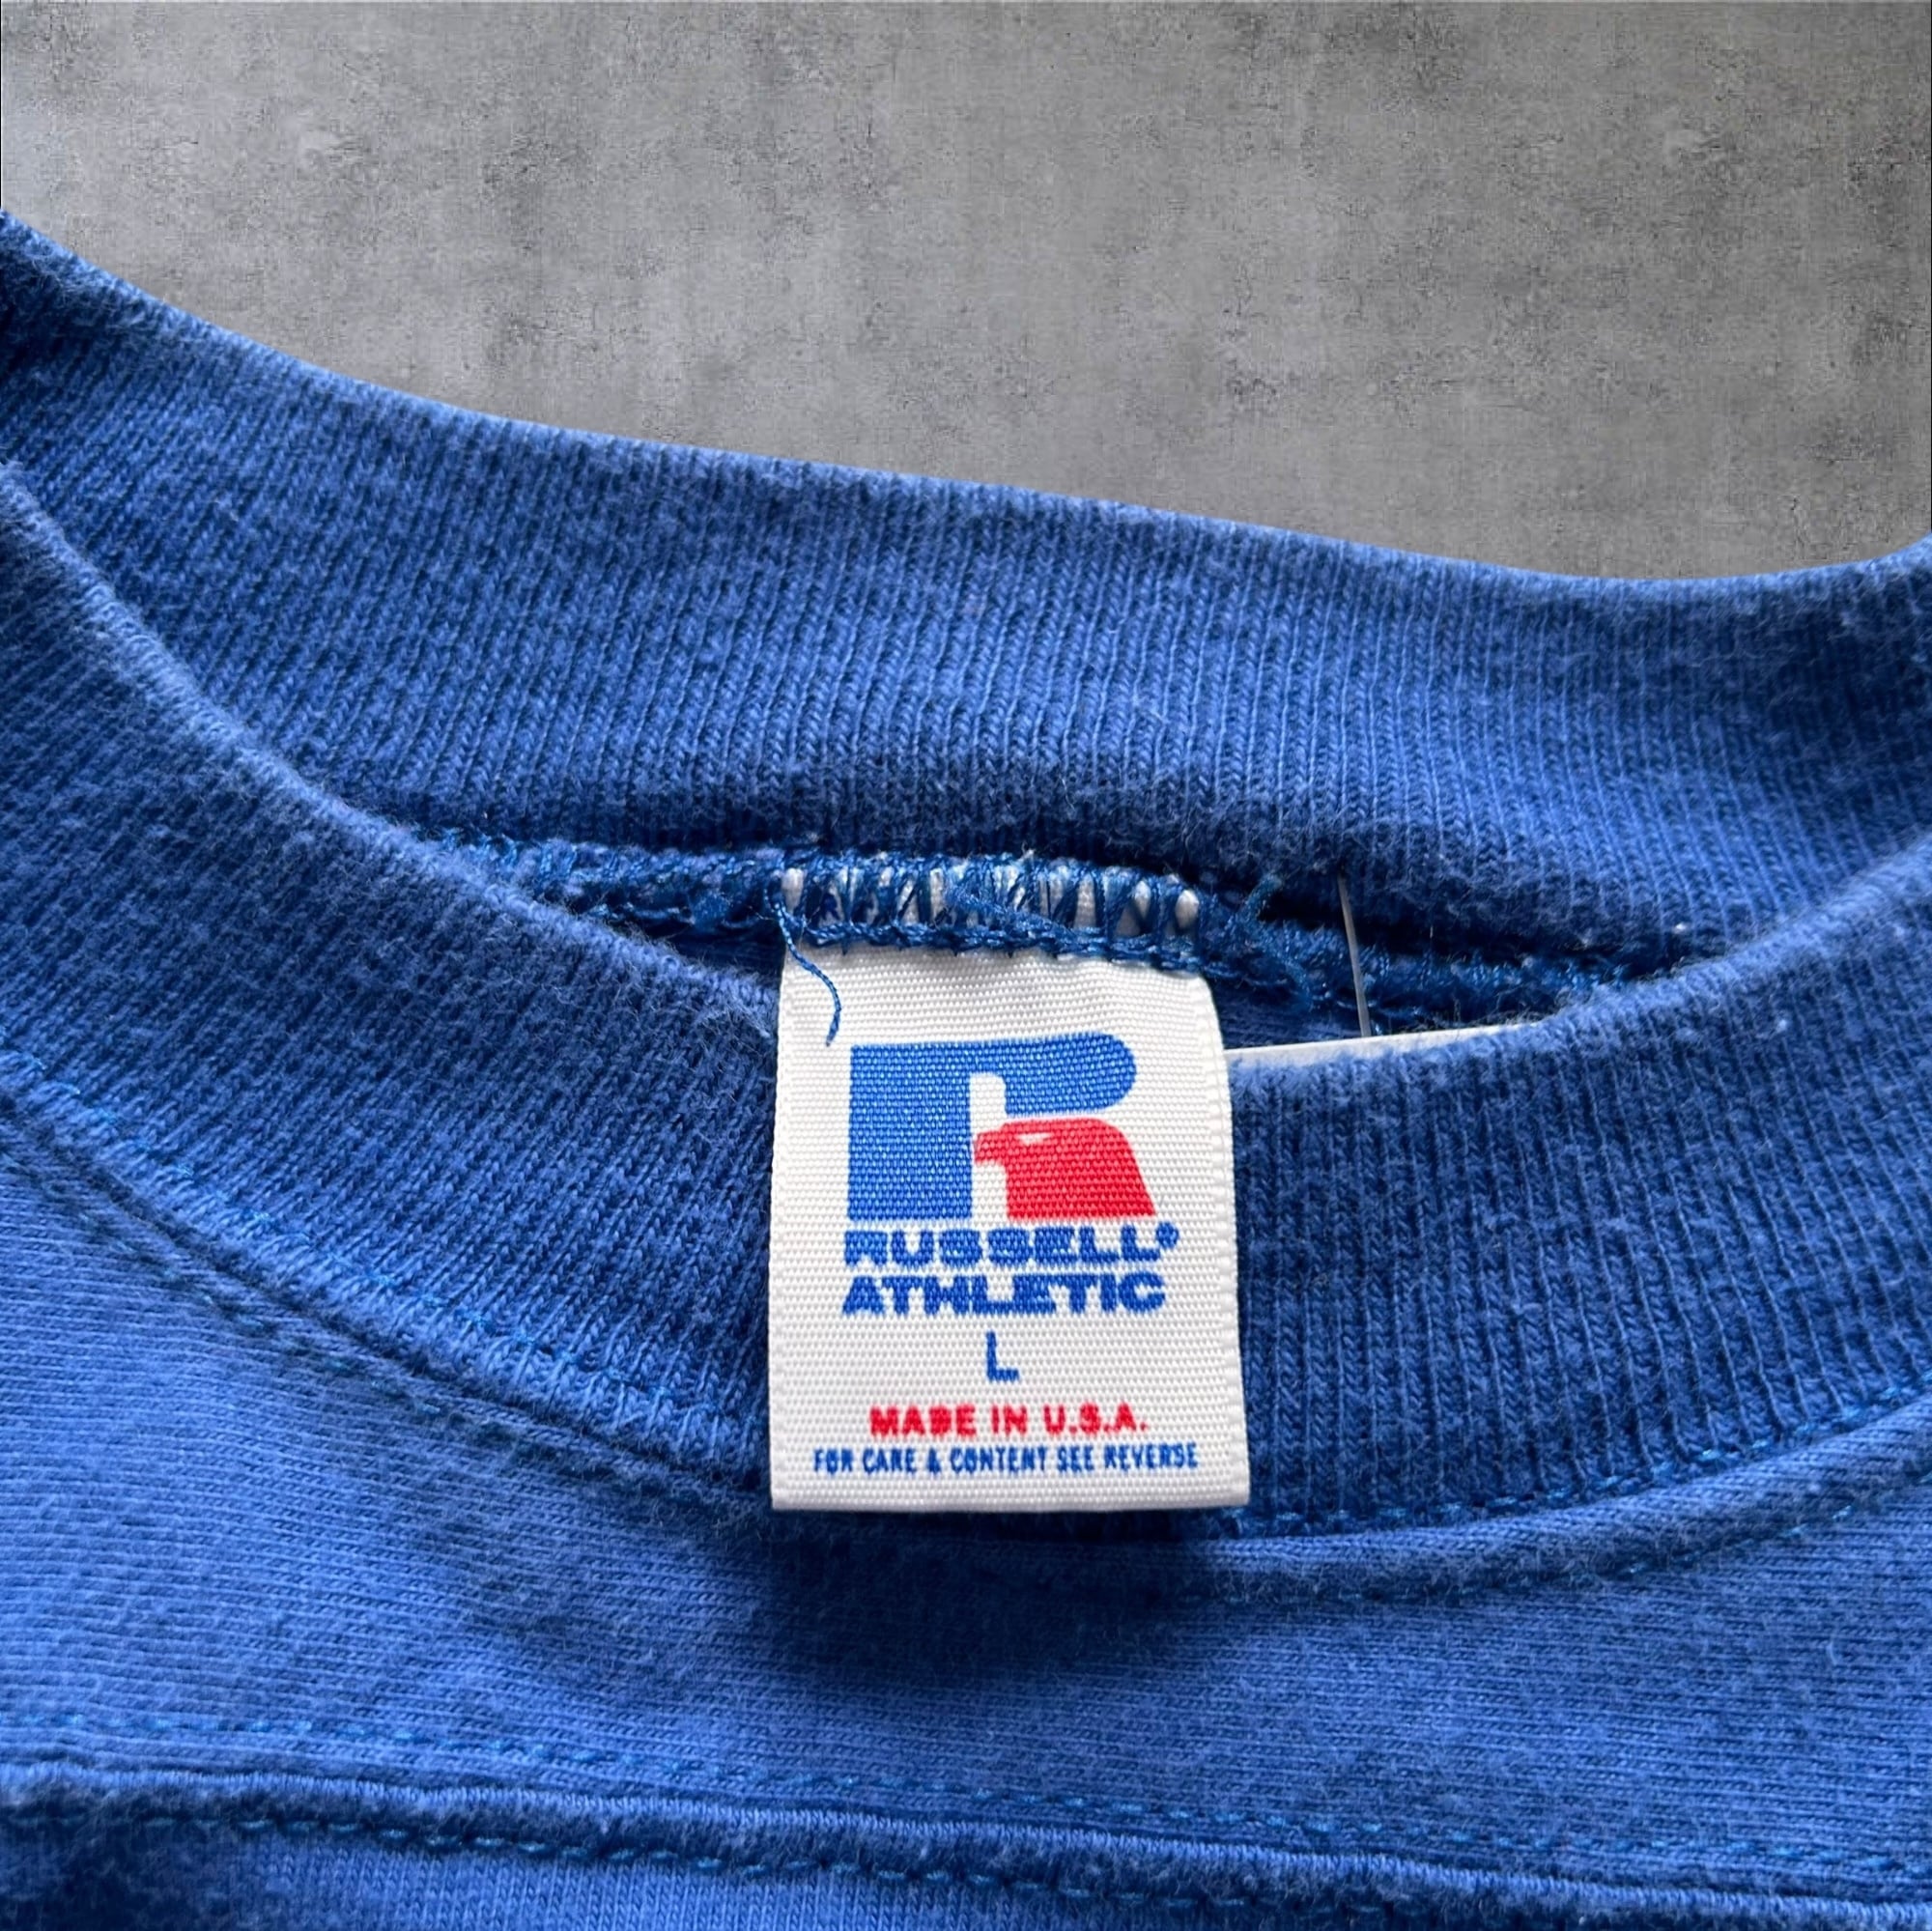 RUSSELL®
ATHLETIC
L
MADE IN U.S.A.
FOR CARE & CONTENT SEE REVERSE